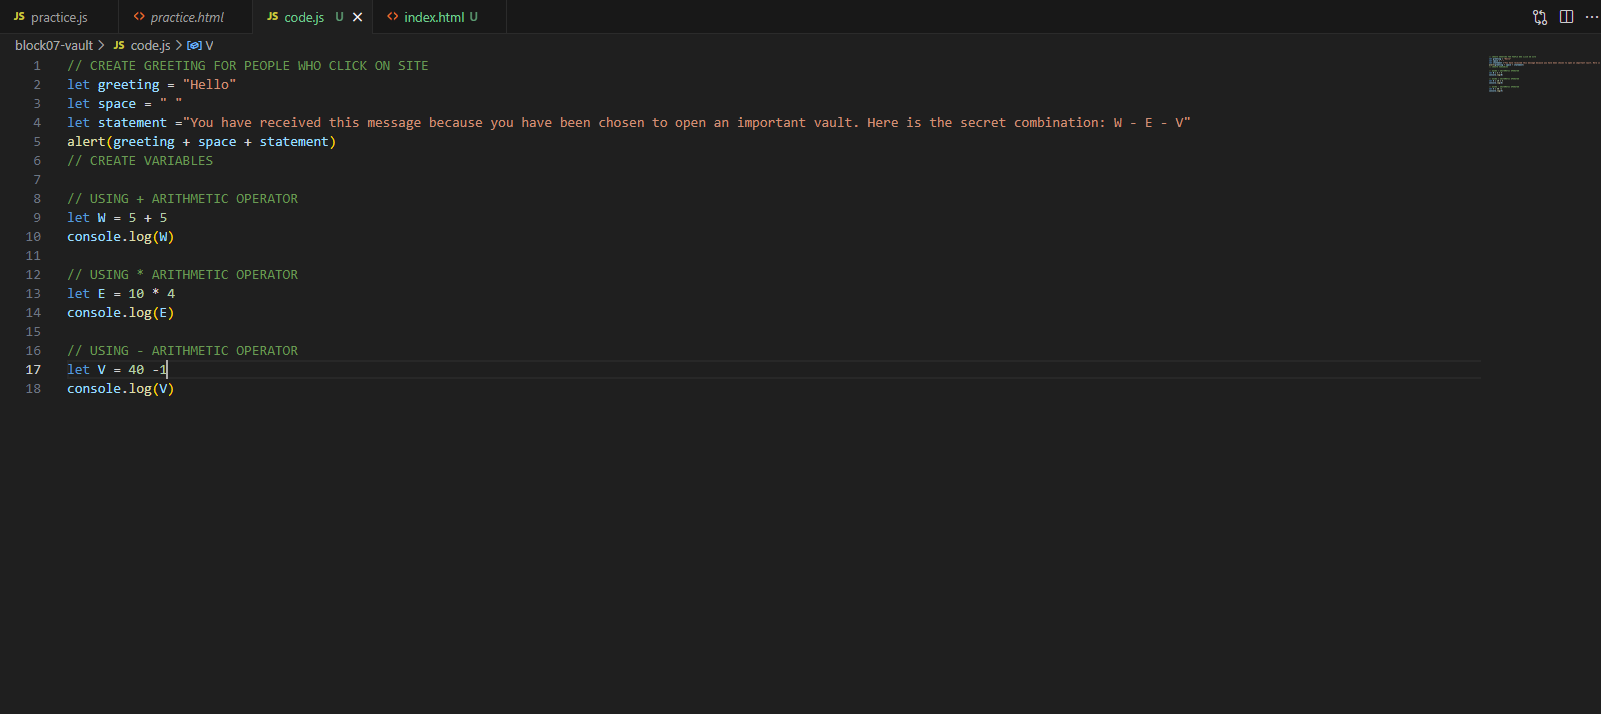 JS practice.js <> practice.html JS code.js U × <> index.html U ...
block07-vault > JS code.js > V
1 // CREATE GREETING FOR PEOPLE WHO CLICK ON SITE
2 let greeting = "Hello"
3 let space = " "
4 let statement ="You have received this message because you have been chosen to open an important vault. Here is the secret combination: W - E - V"
5 alert(greeting + space + statement)
6 // CREATE VARIABLES
7
8 // USING + ARITHMETIC OPERATOR
9 let W = 5 + 5
10 console.log(W)
11
12 // USING * ARITHMETIC OPERATOR
13 let E = 10 * 4
14 console.log(E)
15
16 // USING - ARITHMETIC OPERATOR
17 let V = 40 -1
18 console.log(V)